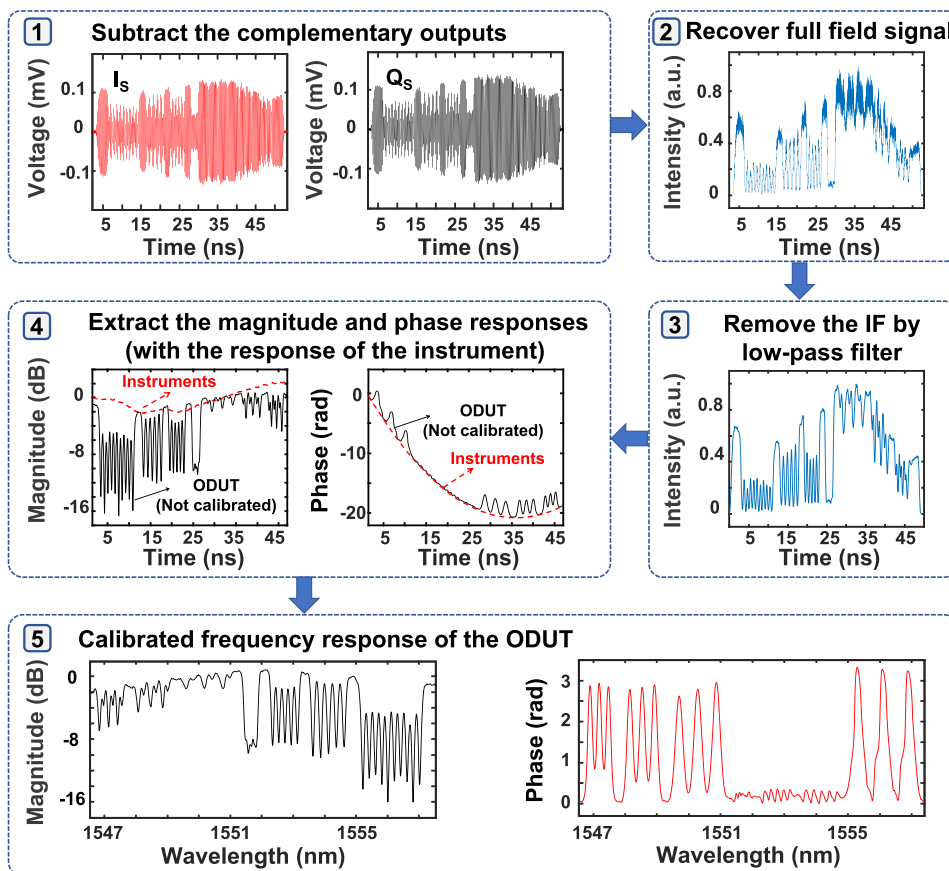 1 Subtract the complementary outputs
Voltage (mV)
0.1
0
-0.1
I_S
5 15 25 35 45
Time (ns)
Voltage (mV)
0.1
0
-0.1
Q_S
5 15 25 35 45
Time (ns)
2 Recover full field signal
Intensity (a.u.)
0.8
0.4
0
5 15 25 35 45
Time (ns)
4 Extract the magnitude and phase responses
(with the response of the instrument)
Magnitude (dB)
0
-8
-16
Instruments
ODUT
(Not calibrated)
5 15 25 35 45
Time (ns)
Phase (rad)
0
-10
-20
ODUT
(Not calibrated)
Instruments
5 15 25 35 45
Time (ns)
3 Remove the IF by
low-pass filter
Intensity (a.u.)
0.8
0.4
0
5 15 25 35 45
Time (ns)
5 Calibrated frequency response of the ODUT
Magnitude (dB)
0
-8
-16
1547 1551 1555
Wavelength (nm)
Phase (rad)
3
2
1
0
1547 1551 1555
Wavelength (nm)